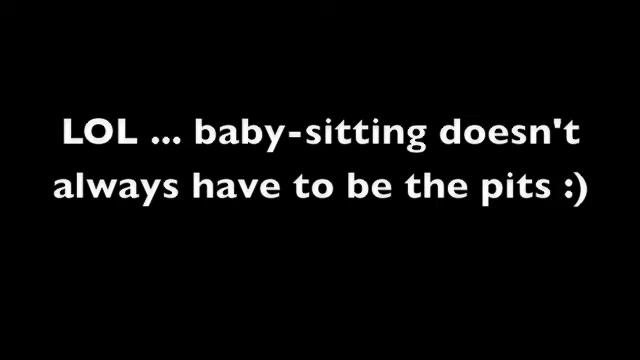 LOL ... baby-sitting doesn't
always have to be the pits :)